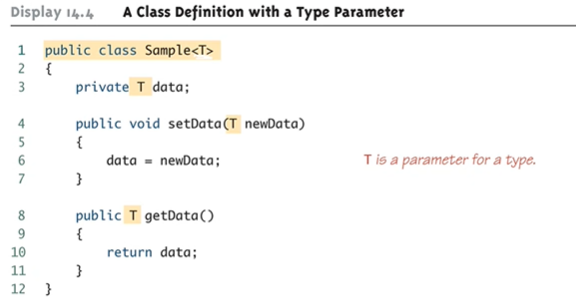 Display 14.4 A Class Definition with a Type Parameter
1 public class Sample<T>
2 {
3 private T data;
4 public void setData(T newData)
5 {
6 data = newData; T is a parameter for a type.
7 }
8 public T getData()
9 {
10 return data;
11 }
12 }